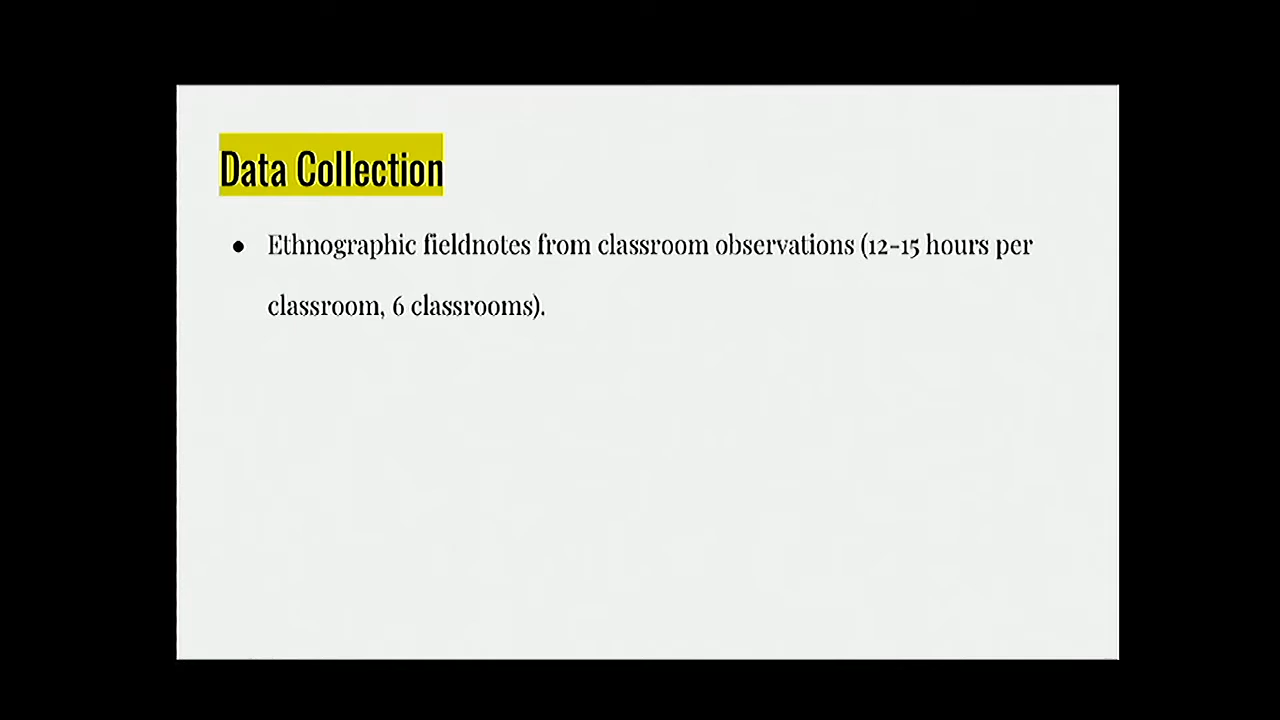 Data Collection
● Ethnographic fieldnotes from classroom observations (12-15 hours per
classroom, 6 classrooms).